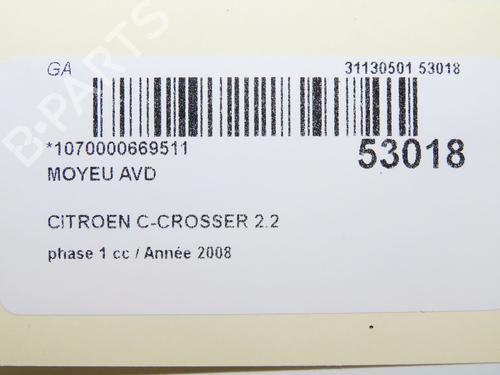 B-PARTS
GA 31130501 53018
*1070000669511 53018
MOYEU AVD
CITROEN C-CROSSER 2.2
phase 1 cc / Année 2008